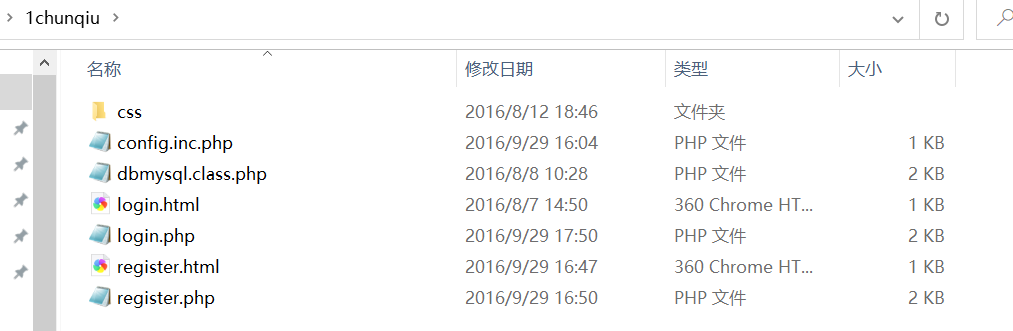 1chunqiu
名称 修改日期 类型 大小
css 2016/8/12 18:46 文件夹
config.inc.php 2016/9/29 16:04 PHP 文件 1 KB
dbmysql.class.php 2016/8/8 10:28 PHP 文件 2 KB
login.html 2016/8/7 14:50 360 Chrome HT... 1 KB
login.php 2016/9/29 17:50 PHP 文件 2 KB
register.html 2016/9/29 16:47 360 Chrome HT... 1 KB
register.php 2016/9/29 16:50 PHP 文件 2 KB